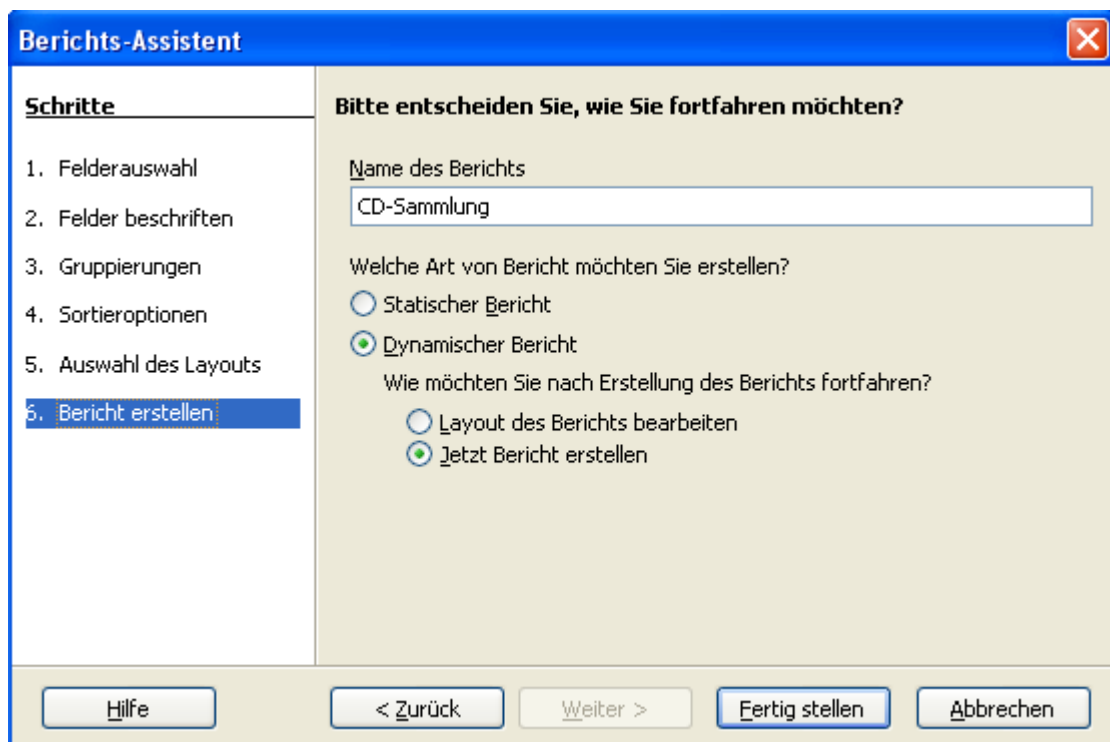 Berichts-Assistent
Schritte
1. Felderauswahl
2. Felder beschriften
3. Gruppierungen
4. Sortieroptionen
5. Auswahl des Layouts
6. Bericht erstellen
Bitte entscheiden Sie, wie Sie fortfahren möchten?
Name des Berichts
CD-Sammlung
Welche Art von Bericht möchten Sie erstellen?
Statischer Bericht
Dynamischer Bericht
Wie möchten Sie nach Erstellung des Berichts fortfahren?
Layout des Berichts bearbeiten
Jetzt Bericht erstellen
Hilfe
< Zurück
Weiter >
Fertig stellen
Abbrechen